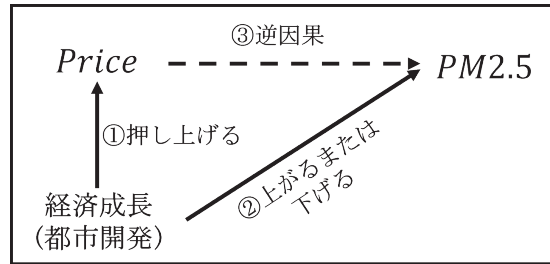 ③逆因果
Price
PM2.5
①押し上げる
②上がるまたは
下げる
経済成長
(都市開発)